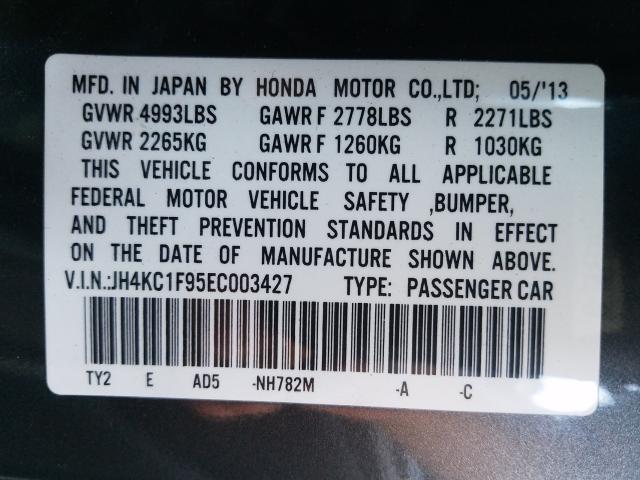 MFD. IN JAPAN BY HONDA MOTOR CO.,LTD; 05/'13
GVWR 4993LBS GAWR F 2778LBS R 2271LBS
GVWR 2265KG GAWR F 1260KG R 1030KG
THIS VEHICLE CONFORMS TO ALL APPLICABLE
FEDERAL MOTOR VEHICLE SAFETY ,BUMPER,
AND THEFT PREVENTION STANDARDS IN EFFECT
ON THE DATE OF MANUFACTURE SHOWN ABOVE.
V.I.N.:JH4KC1F95EC003427 TYPE: PASSENGER CAR
TY2 E AD5 -NH782M -A -C